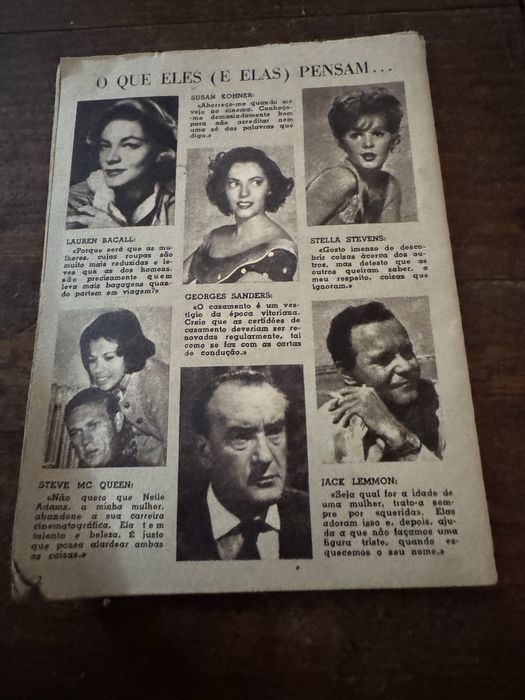 O QUE ELES (E ELAS) PENSAM...
SUSAN KOHNER:
«Aborreço-me quando me
vejo no cinema. Conheço-
-me demasiadamente bem
para não acreditar nem
uma só das palavras que
digo.»
LAUREN BACALL:
«Porque será que as mu-
lheres, cujas roupas são
muito mais reduzidas e le-
ves que as dos homens,
são precisamente quem
leva mais bagagens quan-
do partem em viagem?»
STELLA STEVENS:
«Gosto imenso de desco-
brir coisas àcerca dos ou-
tros, mas detesto que os
outros queiram saber, a
meu respeito, coisas que
ignoram.»
GEORGES SANDERS:
«O casamento é um ves-
tígio da época vitoriana.
Creio que as certidões de
casamento deveriam ser re-
novadas regularmente, tal
como se faz com as cartas
de condução.»
STEVE MC QUEEN:
«Não quero que Neile
Adams, a minha mulher,
abandone a sua carreira
cinematográfica. Ela tem
talento e beleza. É justo
que possa alardear ambas
as coisas.»
JACK LEMMON:
«Seja qual for a idade de
uma mulher, trato-a sem-
pre por «querida». Elas
adoram isso e, depois, aju-
da a que não façamos uma
figura triste, quando es-
quecemos o seu nome.»
2